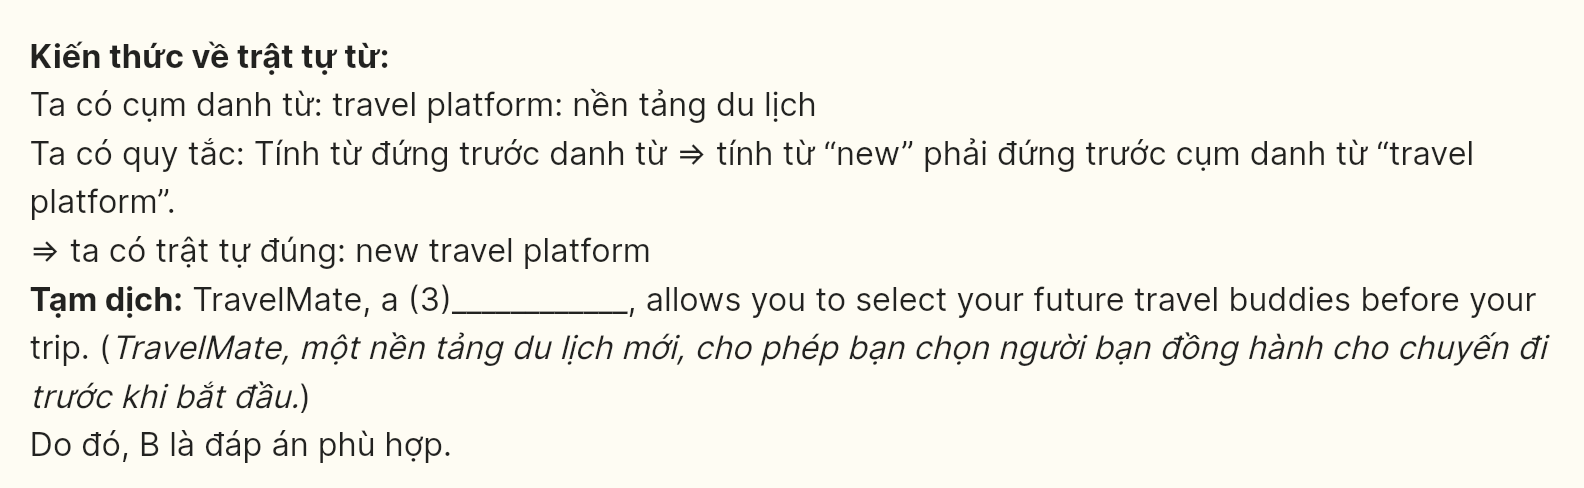 Kiến thức về trật tự từ:
Ta có cụm danh từ: travel platform: nền tảng du lịch
Ta có quy tắc: Tính từ đứng trước danh từ ⇒ tính từ “new” phải đứng trước cụm danh từ “travel
platform”.
⇒ ta có trật tự đúng: new travel platform
Tạm dịch: TravelMate, a (3)____________, allows you to select your future travel buddies before your
trip. (TravelMate, một nền tảng du lịch mới, cho phép bạn chọn người bạn đồng hành cho chuyến đi
trước khi bắt đầu.)
Do đó, B là đáp án phù hợp.